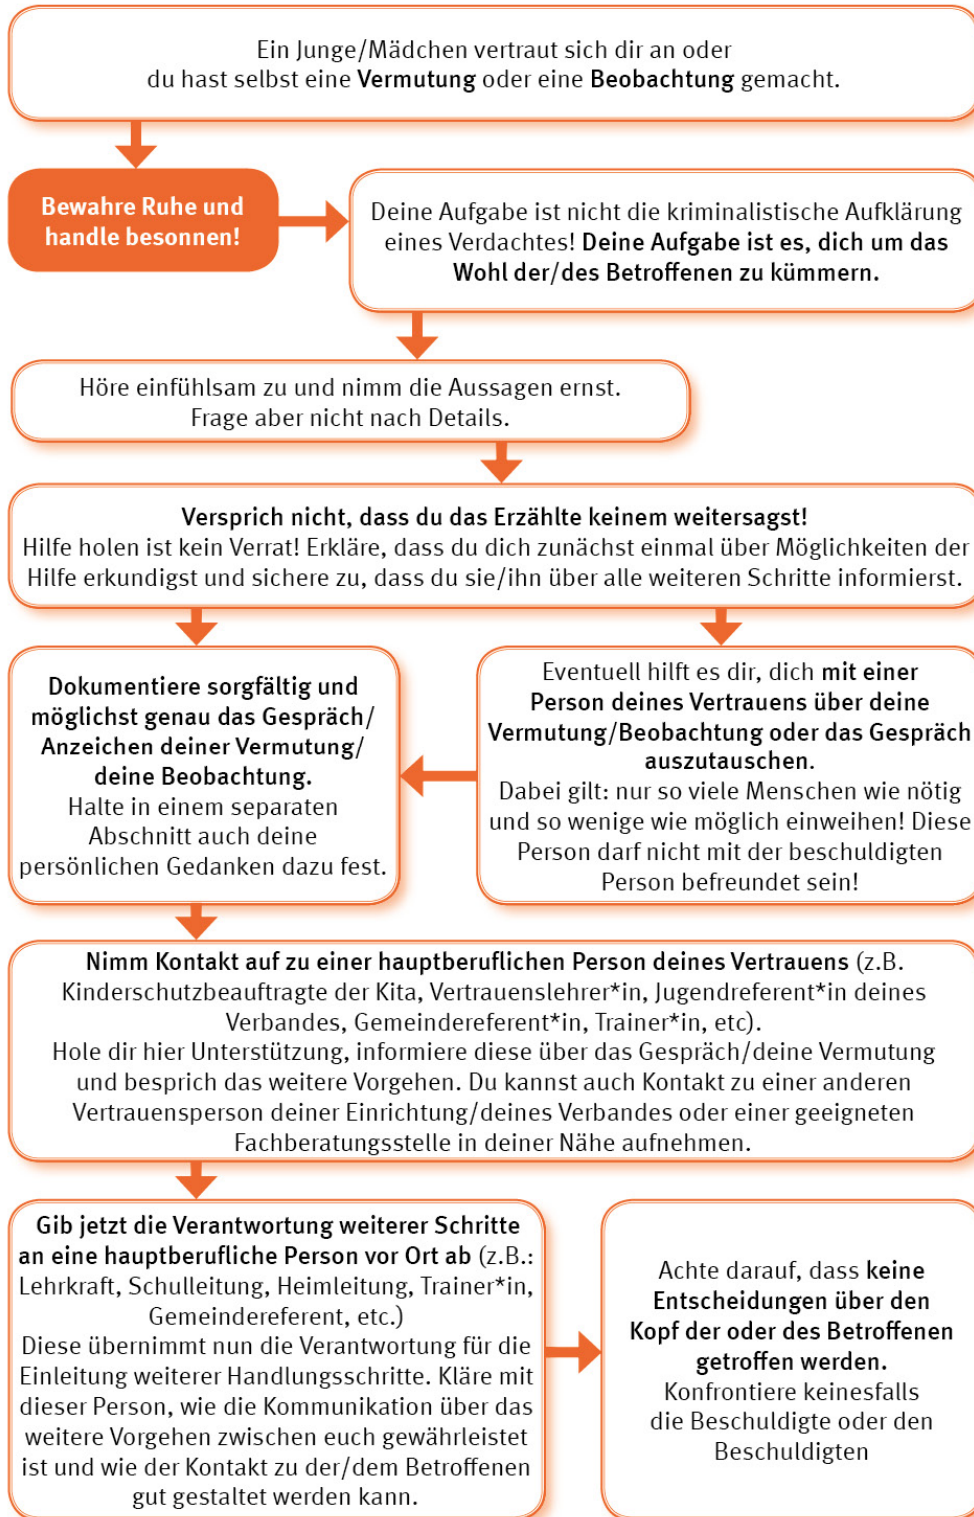 Ein Junge/Mädchen vertraut sich dir an oder
du hast selbst eine Vermutung oder eine Beobachtung gemacht.
Bewahre Ruhe und
handle besonnen!
Deine Aufgabe ist nicht die kriminalistische Aufklärung
eines Verdachtes! Deine Aufgabe ist es, dich um das
Wohl der/des Betroffenen zu kümmern.
Höre einfühlsam zu und nimm die Aussagen ernst.
Frage aber nicht nach Details.
Versprich nicht, dass du das Erzählte keinem weitersagst!
Hilfe holen ist kein Verrat! Erkläre, dass du dich zunächst einmal über Möglichkeiten der
Hilfe erkundigst und sichere zu, dass du sie/ihn über alle weiteren Schritte informierst.
Dokumentiere sorgfältig und
möglichst genau das Gespräch/
Anzeichen deiner Vermutung/
deine Beobachtung.
Halte in einem separaten
Abschnitt auch deine
persönlichen Gedanken dazu fest.
Eventuell hilft es dir, dich mit einer
Person deines Vertrauens über deine
Vermutung/Beobachtung oder das Gespräch
auszutauschen.
Dabei gilt: nur so viele Menschen wie nötig
und so wenige wie möglich einweihen! Diese
Person darf nicht mit der beschuldigten
Person befreundet sein!
Nimm Kontakt auf zu einer hauptberuflichen Person deines Vertrauens (z.B.
Kinderschutzbeauftragte der Kita, Vertrauenslehrer*in, Jugendreferent*in deines
Verbandes, Gemeindereferent*in, Trainer*in, etc).
Hole dir hier Unterstützung, informiere diese über das Gespräch/deine Vermutung
und besprich das weitere Vorgehen. Du kannst auch Kontakt zu einer anderen
Vertrauensperson deiner Einrichtung/deines Verbandes oder einer geeigneten
Fachberatungsstelle in deiner Nähe aufnehmen.
Gib jetzt die Verantwortung weiterer Schritte
an eine hauptberufliche Person vor Ort ab (z.B.:
Lehrkraft, Schulleitung, Heimleitung, Trainer*in,
Gemeindereferent, etc.)
Diese übernimmt nun die Verantwortung für die
Einleitung weiterer Handlungsschritte. Kläre mit
dieser Person, wie die Kommunikation über das
weitere Vorgehen zwischen euch gewährleistet
ist und wie der Kontakt zu der/dem Betroffenen
gut gestaltet werden kann.
Achte darauf, dass keine
Entscheidungen über den
Kopf der oder des Betroffenen
getroffen werden.
Konfrontiere keinesfalls
die Beschuldigte oder den
Beschuldigten